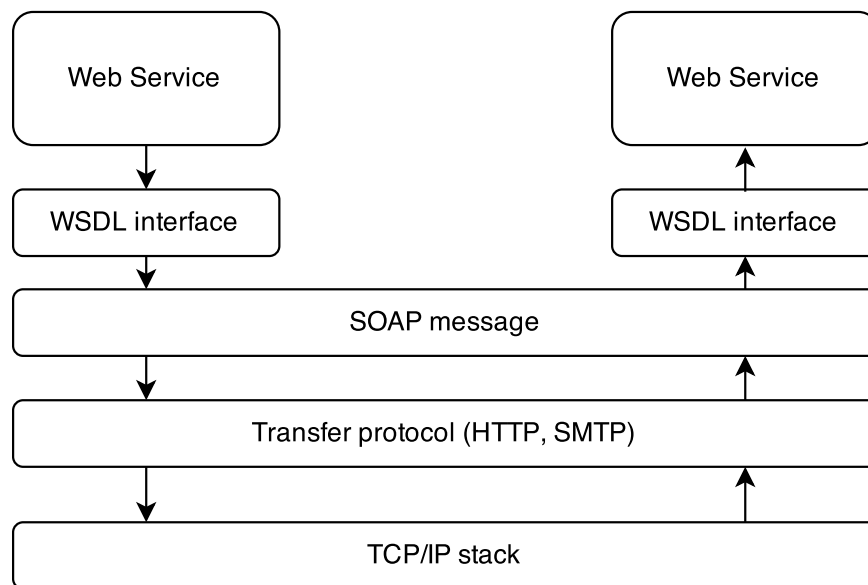 Web Service
Web Service
WSDL interface
WSDL interface
SOAP message
Transfer protocol (HTTP, SMTP)
TCP/IP stack